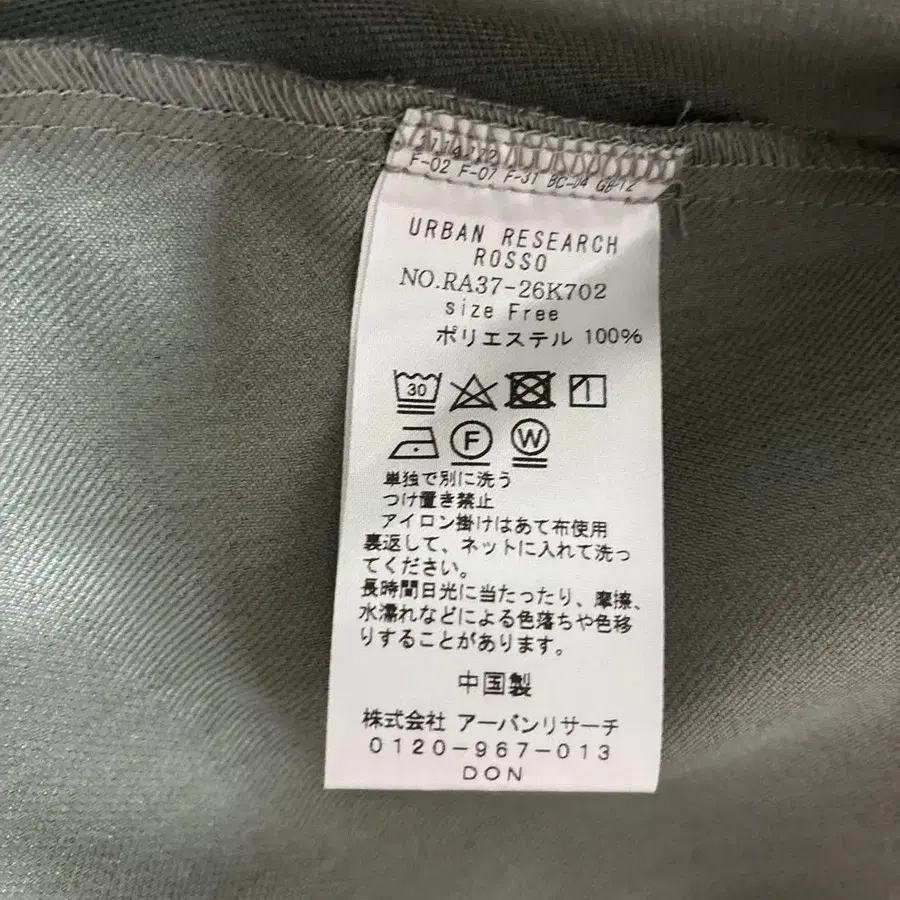 F-02 F-07 F-31 BC-04 GB-12
URBAN RESEARCH
ROSSO
NO.RA37-26K702
size Free
ポリエステル 100%
30
F W
単独で別に洗う
つけ置き禁止
アイロン掛けはあて布使用
裏返して、ネットに入れて洗っ
てください。
長時間日光に当たったり、摩擦、
水濡れなどによる色落ちや色移
りすることがあります。
中国製
株式会社 アーバンリサーチ
0120-967-013
DON